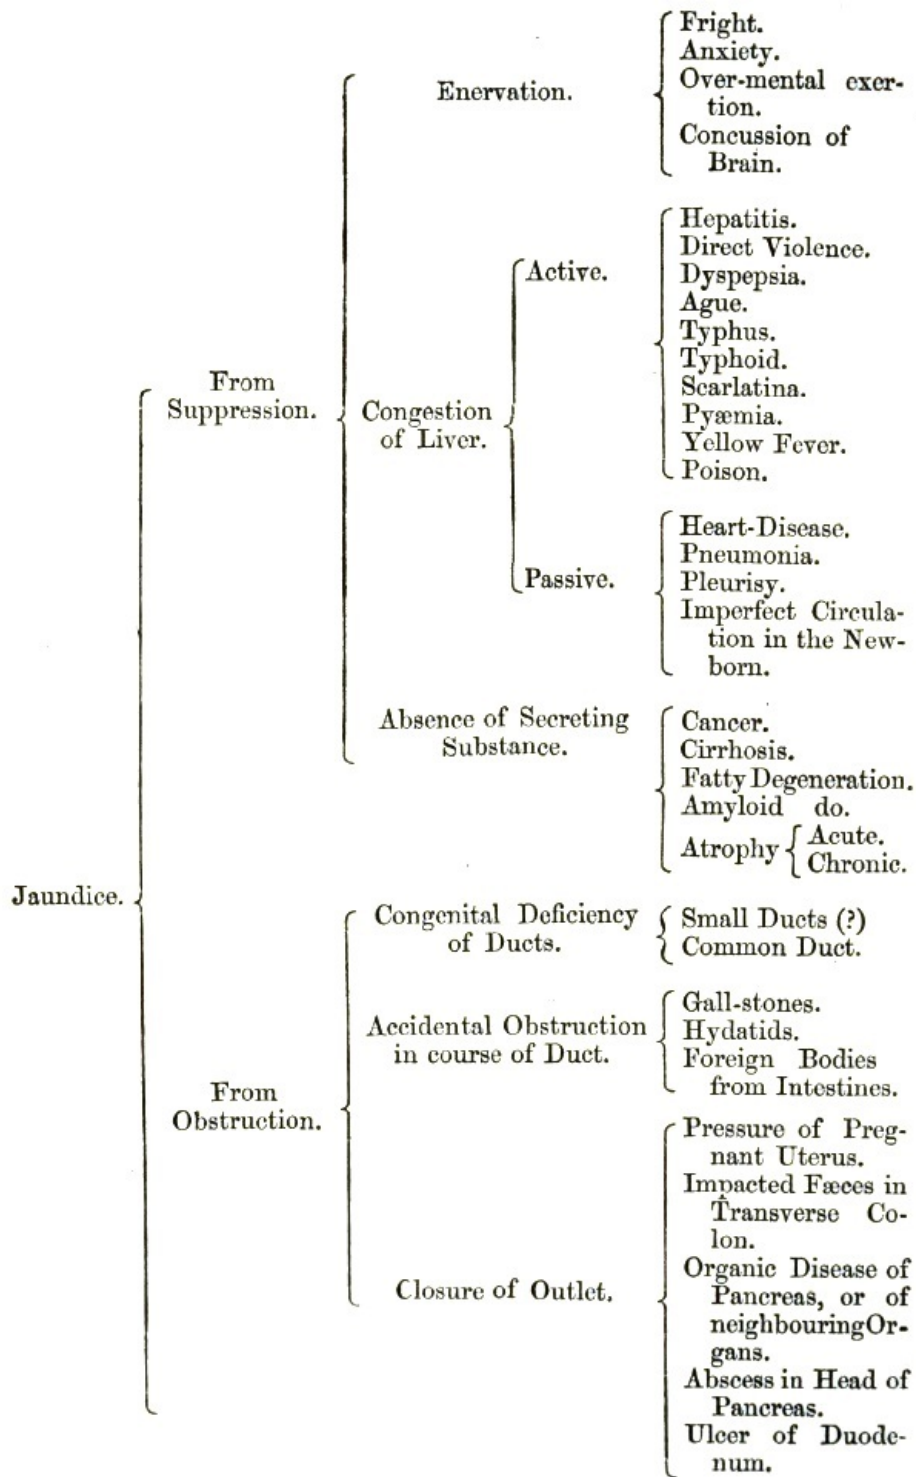 Fright.
Anxiety.
Over-mental exer-
tion.
Concussion of
Brain.
Enervation.
Hepatitis.
Direct Violence.
Dyspepsia.
Ague.
Typhus.
Typhoid.
Scarlatina.
Pyæmia.
Yellow Fever.
Poison.
Active.
From
Suppression.
Congestion
of Liver.
Heart-Disease.
Pneumonia.
Pleurisy.
Imperfect Circula-
tion in the New-
born.
Passive.
Absence of Secreting
Substance.
Cancer.
Cirrhosis.
Fatty Degeneration.
Amyloid do.
Atrophy
Acute.
Chronic.
Jaundice.
Congenital Deficiency
of Ducts.
Small Ducts (?)
Common Duct.
Accidental Obstruction
in course of Duct.
Gall-stones.
Hydatids.
Foreign Bodies
from Intestines.
From
Obstruction.
Closure of Outlet.
Pressure of Preg-
nant Uterus.
Impacted Fæces in
Transverse Co-
lon.
Organic Disease of
Pancreas, or of
neighbouring Or-
gans.
Abscess in Head of
Pancreas.
Ulcer of Duode-
num.